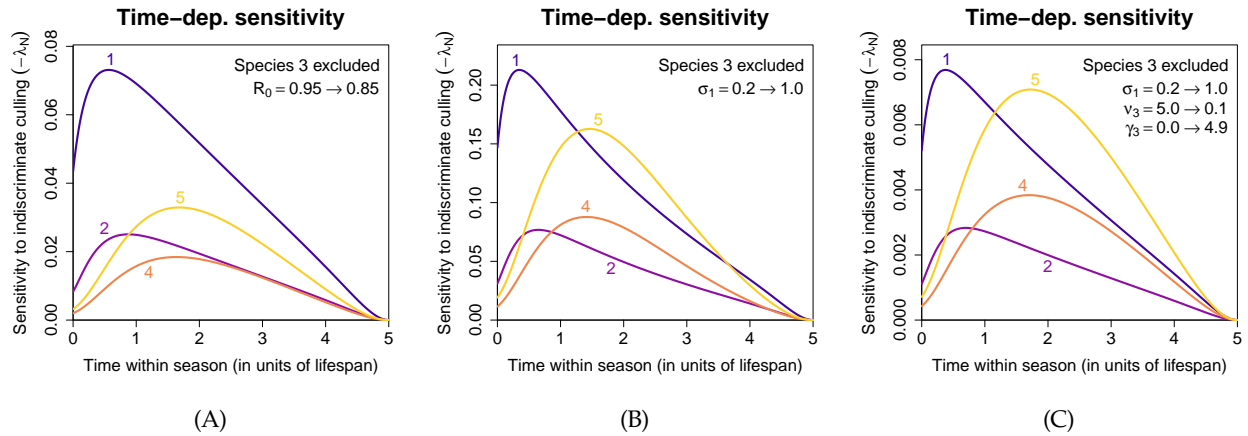 Time−dep. sensitivity
Sensitivity to indiscriminate culling (−λN)
0.00 0.02 0.04 0.06 0.08
Species 3 excluded
R0 = 0.95 → 0.85
1
5
2
4
0 1 2 3 4 5
Time within season (in units of lifespan)
(A)
Time−dep. sensitivity
Sensitivity to indiscriminate culling (−λN)
0.00 0.05 0.10 0.15 0.20
Species 3 excluded
σ1 = 0.2 → 1.0
1
5
4
2
0 1 2 3 4 5
Time within season (in units of lifespan)
(B)
Time−dep. sensitivity
Sensitivity to indiscriminate culling (−λN)
0.000 0.002 0.004 0.006 0.008
Species 3 excluded
σ1 = 0.2 → 1.0
ν3 = 5.0 → 0.1
γ3 = 0.0 → 4.9
1
5
4
2
0 1 2 3 4 5
Time within season (in units of lifespan)
(C)